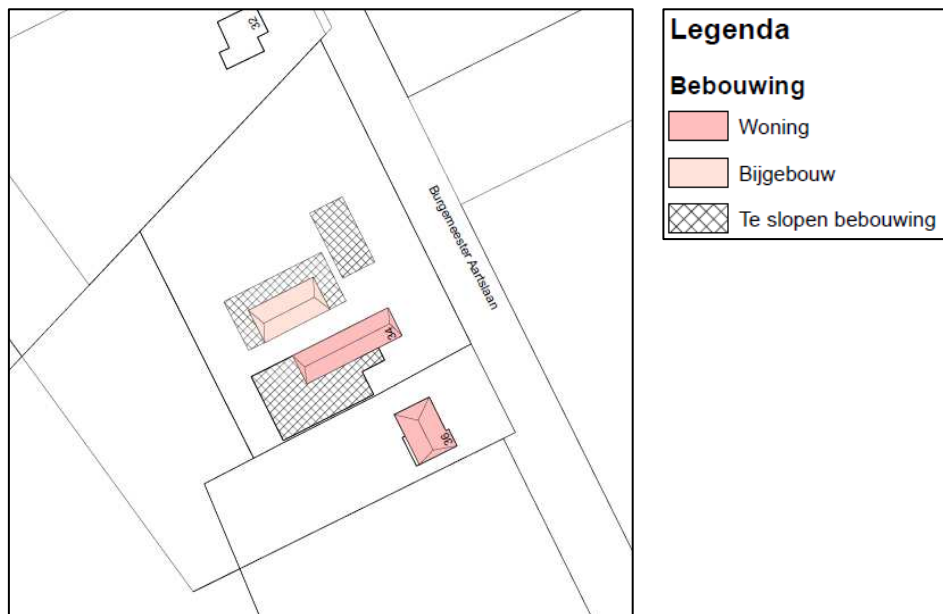 32
Burgemeester Aartslaan
34
36
Legenda
Bebouwing
Woning
Bijgebouw
Te slopen bebouwing